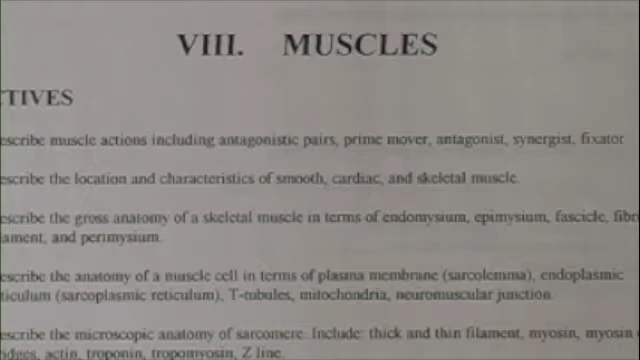 VIII. MUSCLES
CTIVES
escribe muscle actions including antagonistic pairs, prime mover, antagonist, synergist, fixator
escribe the location and characteristics of smooth, cardiac, and skeletal muscle.
escribe the gross anatomy of a skeletal muscle in terms of endomysium, epimysium, fascicle, fibr
ament, and perimysium.
escribe the anatomy of a muscle cell in terms of plasma membrane (sarcolemma), endoplasmic
ticulum (sarcoplasmic reticulum), T-tubules, mitochondria, neuromuscular junction.
escribe the microscopic anatomy of sarcomere. Include: thick and thin filament, myosin, myosin
idges, actin, troponin, tropomyosin, Z line.